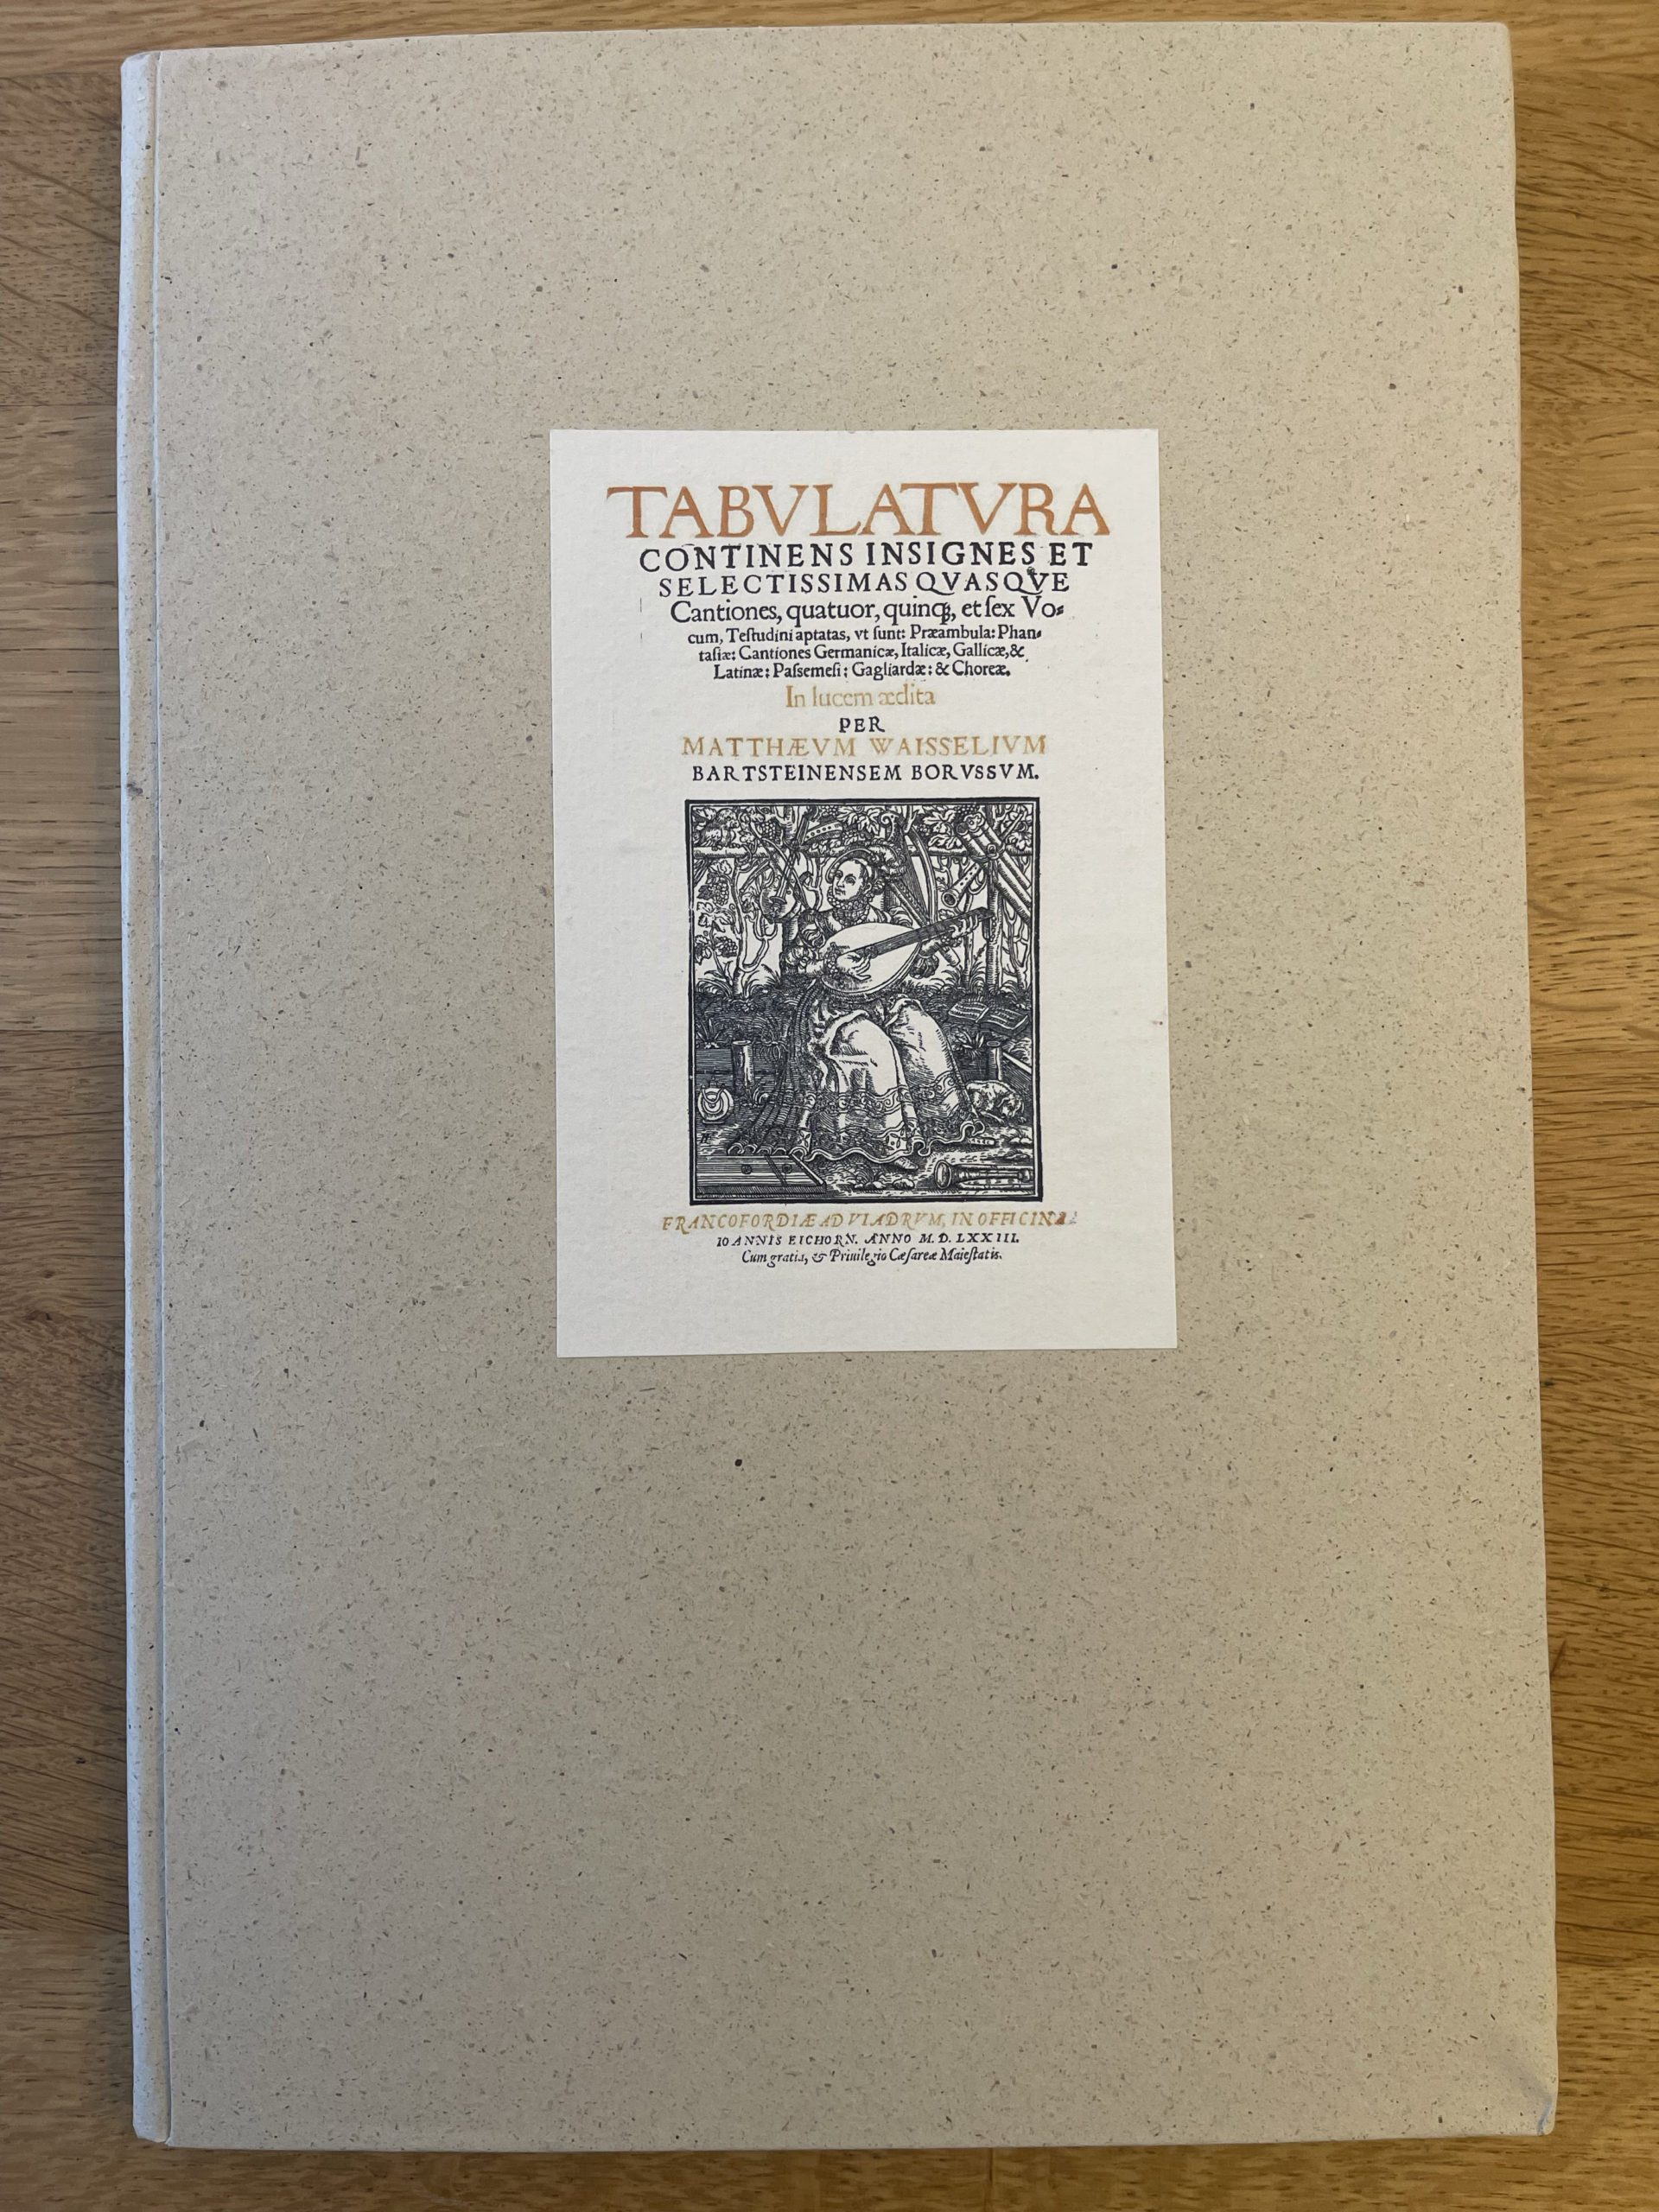 TABVLATVRA
CONTINENS INSIGNES ET
SELECTISSIMAS QVASQVE
Cantiones, quatuor, quinqȝ, et ſex Vo⸗
cum, Teſtudini aptatas, vt ſunt: Præambula: Phan⸗
taſiæ: Cantiones Germanicæ, Italicæ, Gallicæ, &
Latinæ: Paſsemeſi: Gagliardæ: & Choreæ.
In lucem ædita
PER
MATTHÆVM WAISSELIVM
BARTSTEINENSEM BORVSSVM.
FRANCOFORDIÆ AD VIADRVM, IN OFFICINA
IOANNIS EICHORN. ANNO M. D. LXXIII.
Cum gratia, & Priuilegio Cæſareæ Maieſtatis.